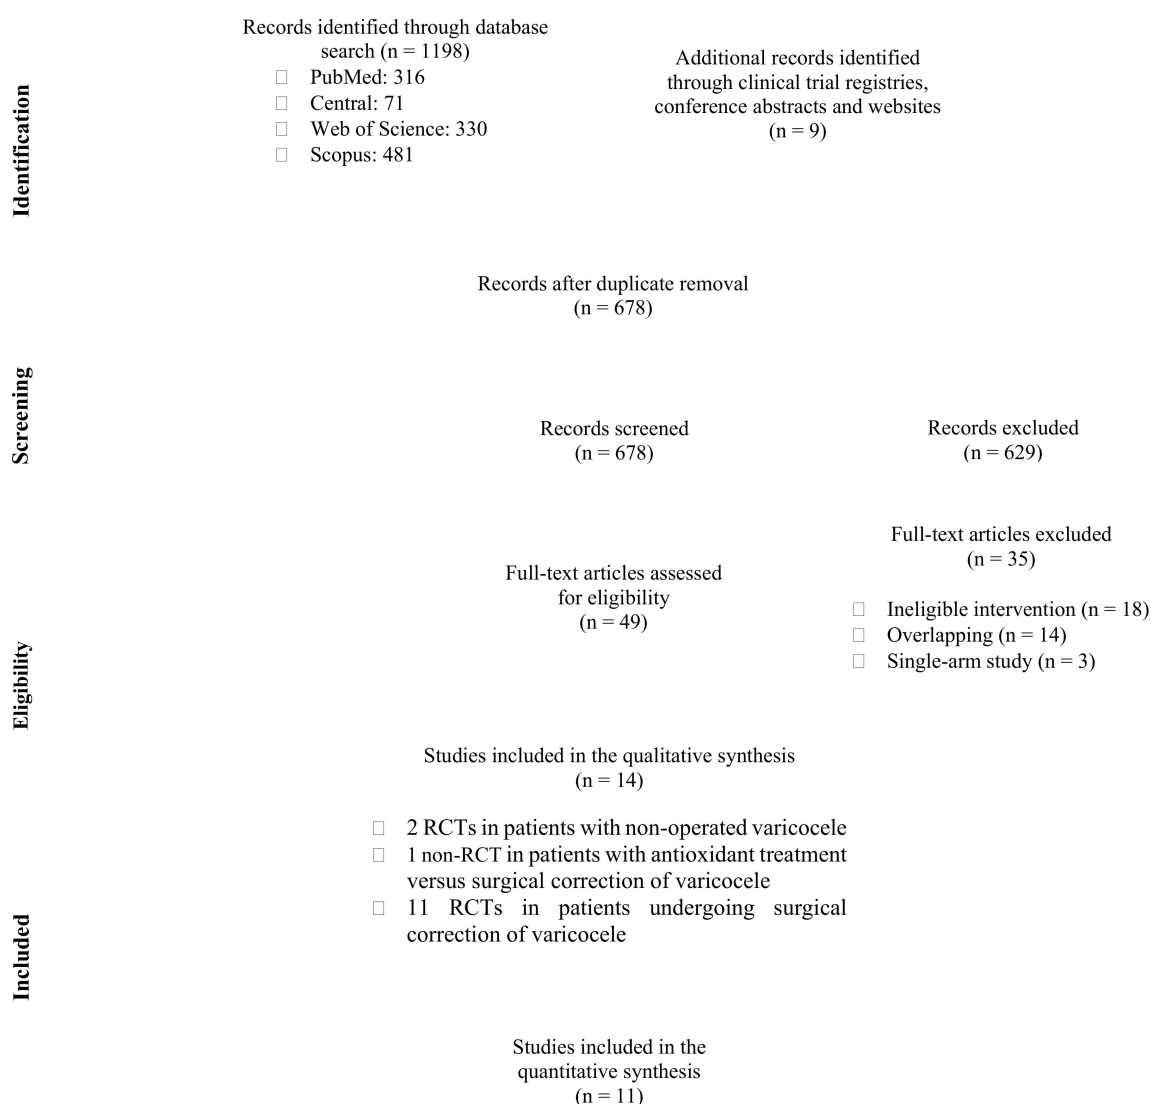 Records identified through database
search (n = 1198)
PubMed: 316
Central: 71
Web of Science: 330
Scopus: 481
Additional records identified
through clinical trial registries,
conference abstracts and websites
(n = 9)
Identification
Records after duplicate removal
(n = 678)
Screening
Records screened
(n = 678)
Records excluded
(n = 629)
Full-text articles assessed
for eligibility
(n = 49)
Full-text articles excluded
(n = 35)
Ineligible intervention (n = 18)
Overlapping (n = 14)
Single-arm study (n = 3)
Eligibility
Studies included in the qualitative synthesis
(n = 14)
2 RCTs in patients with non-operated varicocele
1 non-RCT in patients with antioxidant treatment
versus surgical correction of varicocele
11 RCTs in patients undergoing surgical
correction of varicocele
Included
Studies included in the
quantitative synthesis
(n = 11)